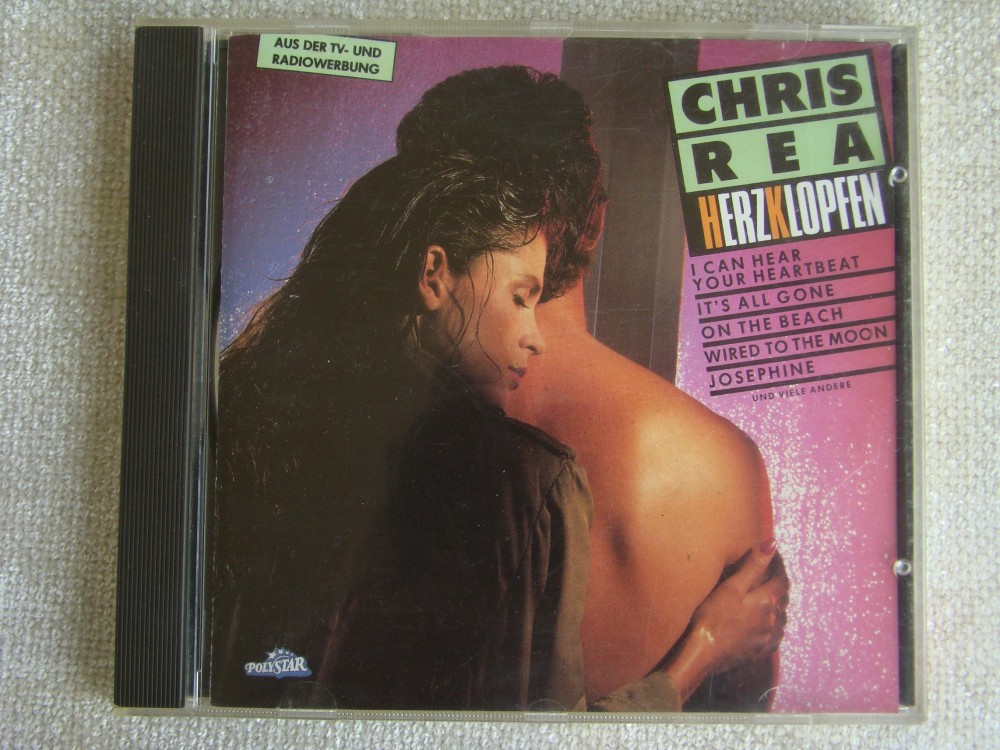 AUS DER TV- UND
RADIOWERBUNG
CHRIS
REA
HERZKLOPFEN
I CAN HEAR
YOUR HEARTBEAT
IT'S ALL GONE
ON THE BEACH
WIRED TO THE MOON
JOSEPHINE
UND VIELE ANDERE
POLYSTAR